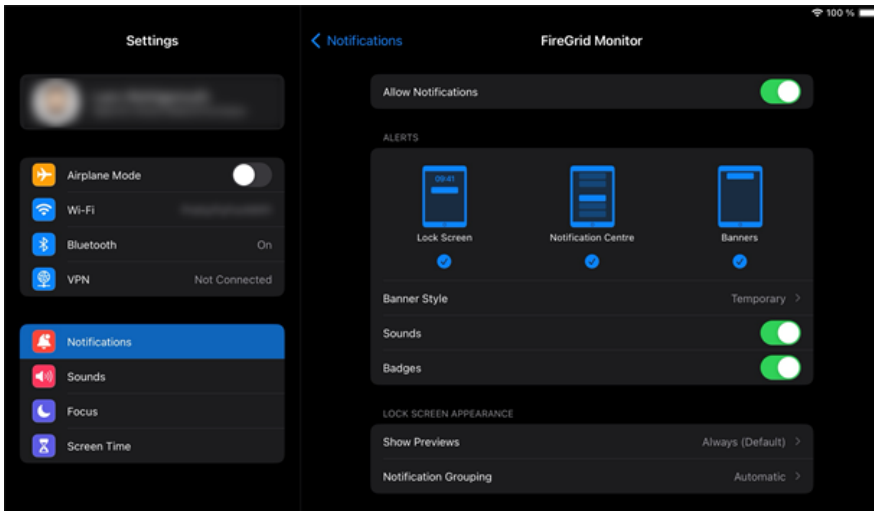 100 %
Settings
Notifications
FireGrid Monitor
Allow Notifications
ALERTS
Airplane Mode
09:41
Wi-Fi
Lock Screen
Notification Centre
Banners
Bluetooth
On
VPN
Not Connected
Banner Style
Temporary
Notifications
Sounds
Sounds
Badges
Focus
LOCK SCREEN APPEARANCE
Screen Time
Show Previews
Always (Default)
Notification Grouping
Automatic